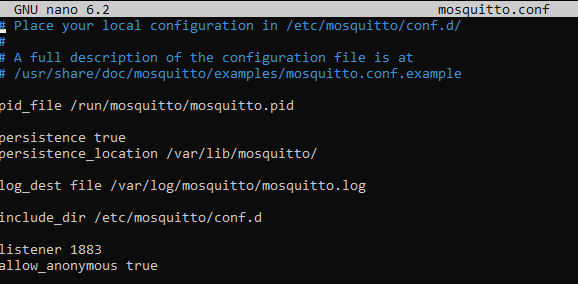 GNU nano 6.2 mosquitto.conf
# Place your local configuration in /etc/mosquitto/conf.d/
#
# A full description of the configuration file is at
# /usr/share/doc/mosquitto/examples/mosquitto.conf.example
pid_file /run/mosquitto/mosquitto.pid
persistence true
persistence_location /var/lib/mosquitto/
log_dest file /var/log/mosquitto/mosquitto.log
include_dir /etc/mosquitto/conf.d
listener 1883
allow_anonymous true